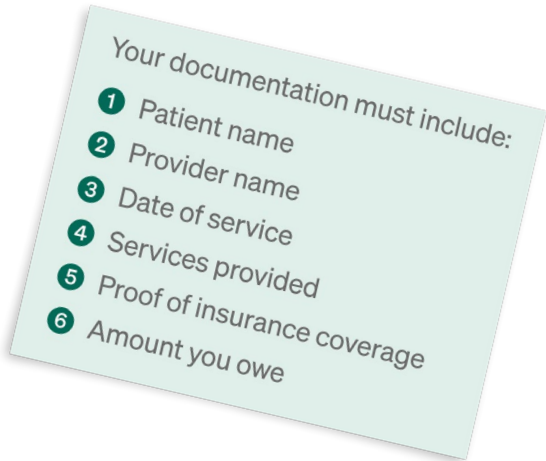 Your documentation must include:
1 Patient name
2 Provider name
3 Date of service
4 Services provided
5 Proof of insurance coverage
6 Amount you owe